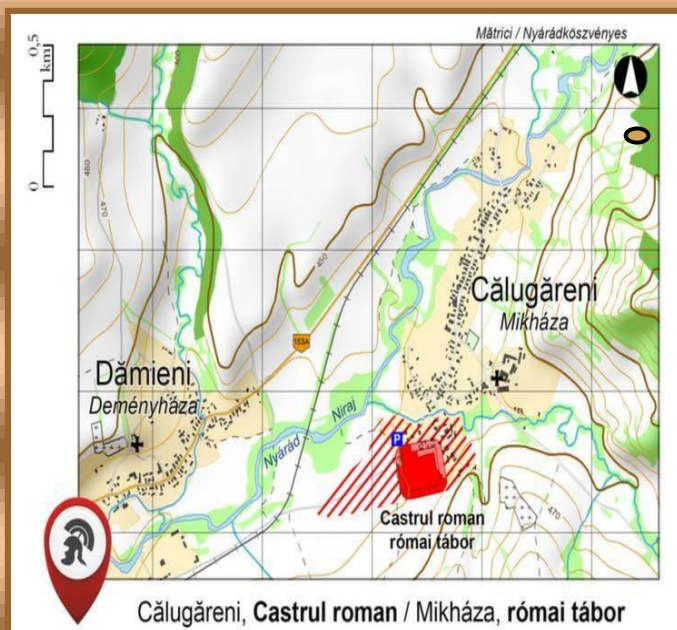 Mătrici / Nyárádköszvényes
0,5
km
0
480
470
450
153A
Călugăreni
Mikháza
Dămieni
Deményháza
Niraj
Nyárád
P
Castrul roman
római tábor
470
Călugăreni, Castrul roman / Mikháza, római tábor